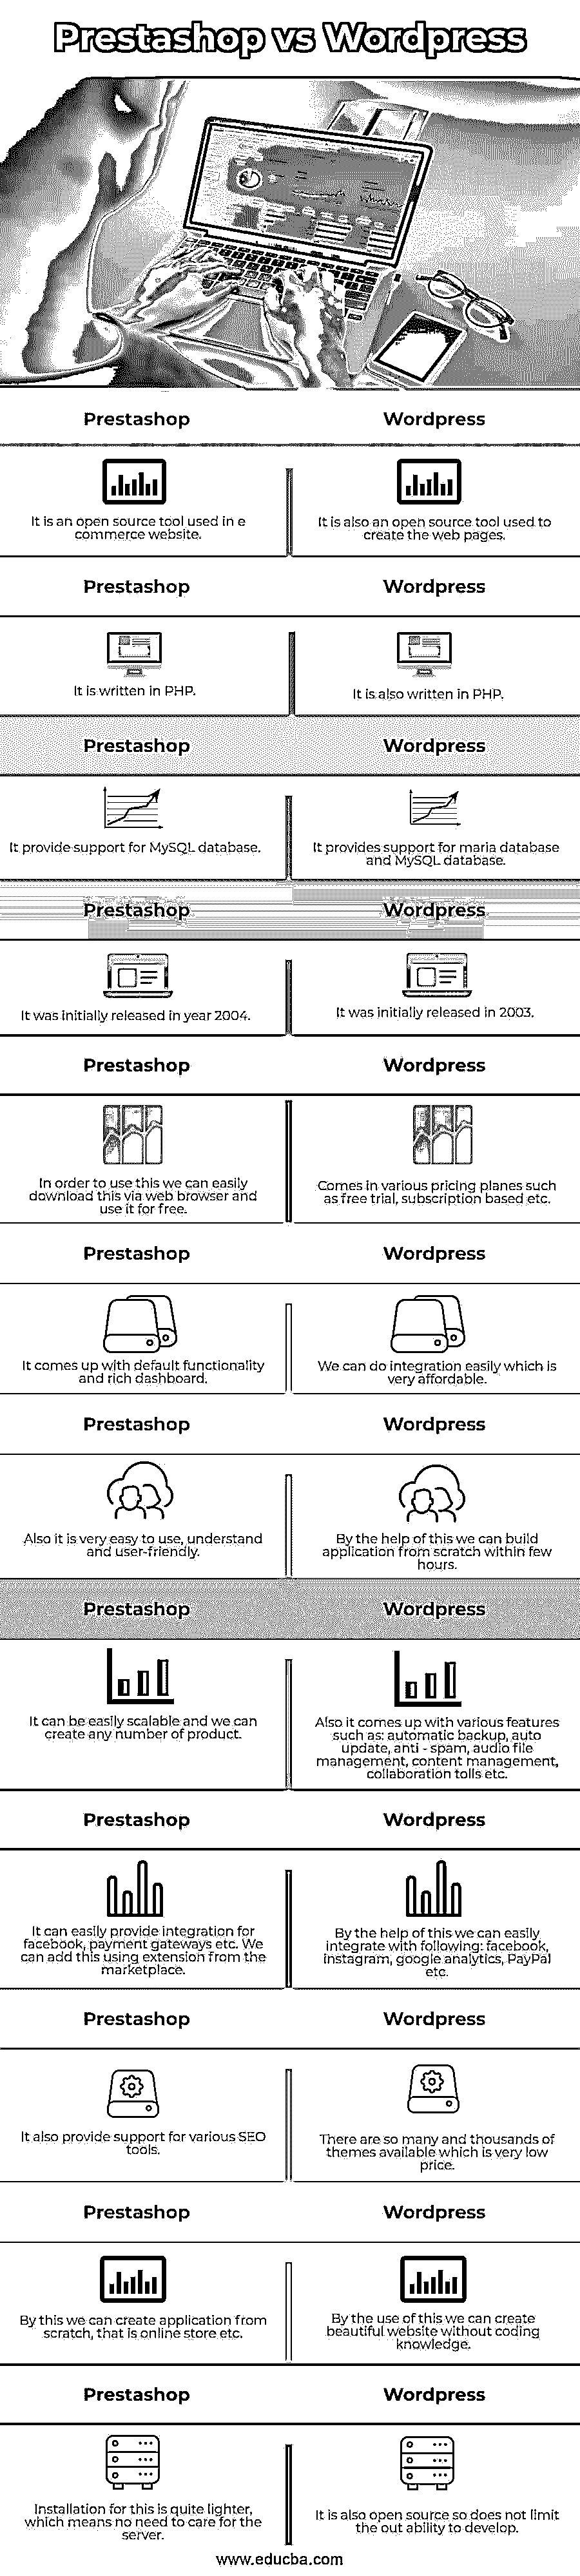 Prestashop vs Wordpress
Prestashop Wordpress
It is an open source tool used in e
commerce website.
It is also an open source tool used to
create the web pages.
Prestashop Wordpress
It is written in PHP.
It is also written in PHP.
Prestashop Wordpress
It provide support for MySQL database.
It provides support for maria database
and MySQL database.
Prestashop Wordpress
It was initially released in year 2004.
It was initially released in 2003.
Prestashop Wordpress
In order to use this we can easily
download this via web browser and
use it for free.
Comes in various pricing planes such
as free trial, subscription based etc.
Prestashop Wordpress
It comes up with default functionality
and rich dashboard.
We can do integration easily which is
very affordable.
Prestashop Wordpress
Also it is very easy to use, understand
and user-friendly.
By the help of this we can build
application from scratch within few
hours.
Prestashop Wordpress
It can be easily scalable and we can
create any number of product.
Also it comes up with various features
such as: automatic backup, auto
update, anti - spam, audio file
management, content management,
collaboration tolls etc.
Prestashop Wordpress
It can easily provide integration for
facebook, payment gateways etc. We
can add this using extension from the
marketplace.
By the help of this we can easily
integrate with following: facebook,
instagram, google analytics, PayPal
etc.
Prestashop Wordpress
It also provide support for various SEO
tools.
There are so many and thousands of
themes available which is very low
price.
Prestashop Wordpress
By this we can create application from
scratch, that is online store etc.
By the use of this we can create
beautiful website without coding
knowledge.
Prestashop Wordpress
Installation for this is quite lighter,
which means no need to care for the
server.
It is also open source so does not limit
the out ability to develop.
www.educba.com